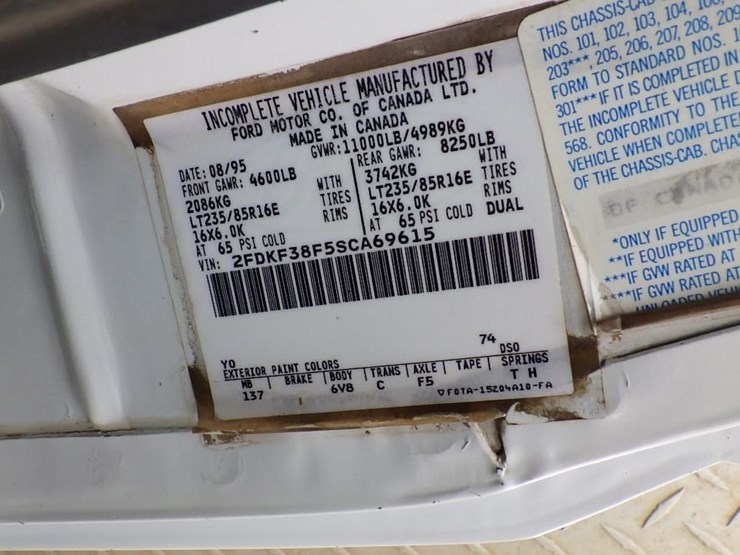 INCOMPLETE VEHICLE MANUFACTURED BY
FORD MOTOR CO. OF CANADA LTD.
MADE IN CANADA
DATE: 08/95 GVWR:11000LB/4989KG
FRONT GAWR: 4600LB REAR GAWR: 8250LB
2086KG WITH 3742KG WITH
LT235/85R16E TIRES LT235/85R16E TIRES
16X6.0K RIMS 16X6.0K RIMS
AT 65 PSI COLD AT 65 PSI COLD DUAL
VIN: 2FDKF38F5SCA69615
YO 74
EXTERIOR PAINT COLORS DSO
WB BRAKE BODY TRANS AXLE TAPE SPRINGS
137 6V8 C F5 T H
F0TA-15204A10-FA
THIS CHASSIS-CAB
NOS. 101, 102, 103, 104,
203***, 205, 206, 207, 208, 209
FORM TO STANDARD NOS.
301*** IF IT IS COMPLETED IN
THE INCOMPLETE VEHICLE
568. CONFORMITY TO THE
VEHICLE WHEN COMPLETE
OF THE CHASSIS-CAB.
OF CANAD
*ONLY IF EQUIPPED
**IF EQUIPPED WITH
***IF GVW RATED AT
****IF GVW RATED AT
UNLOADED